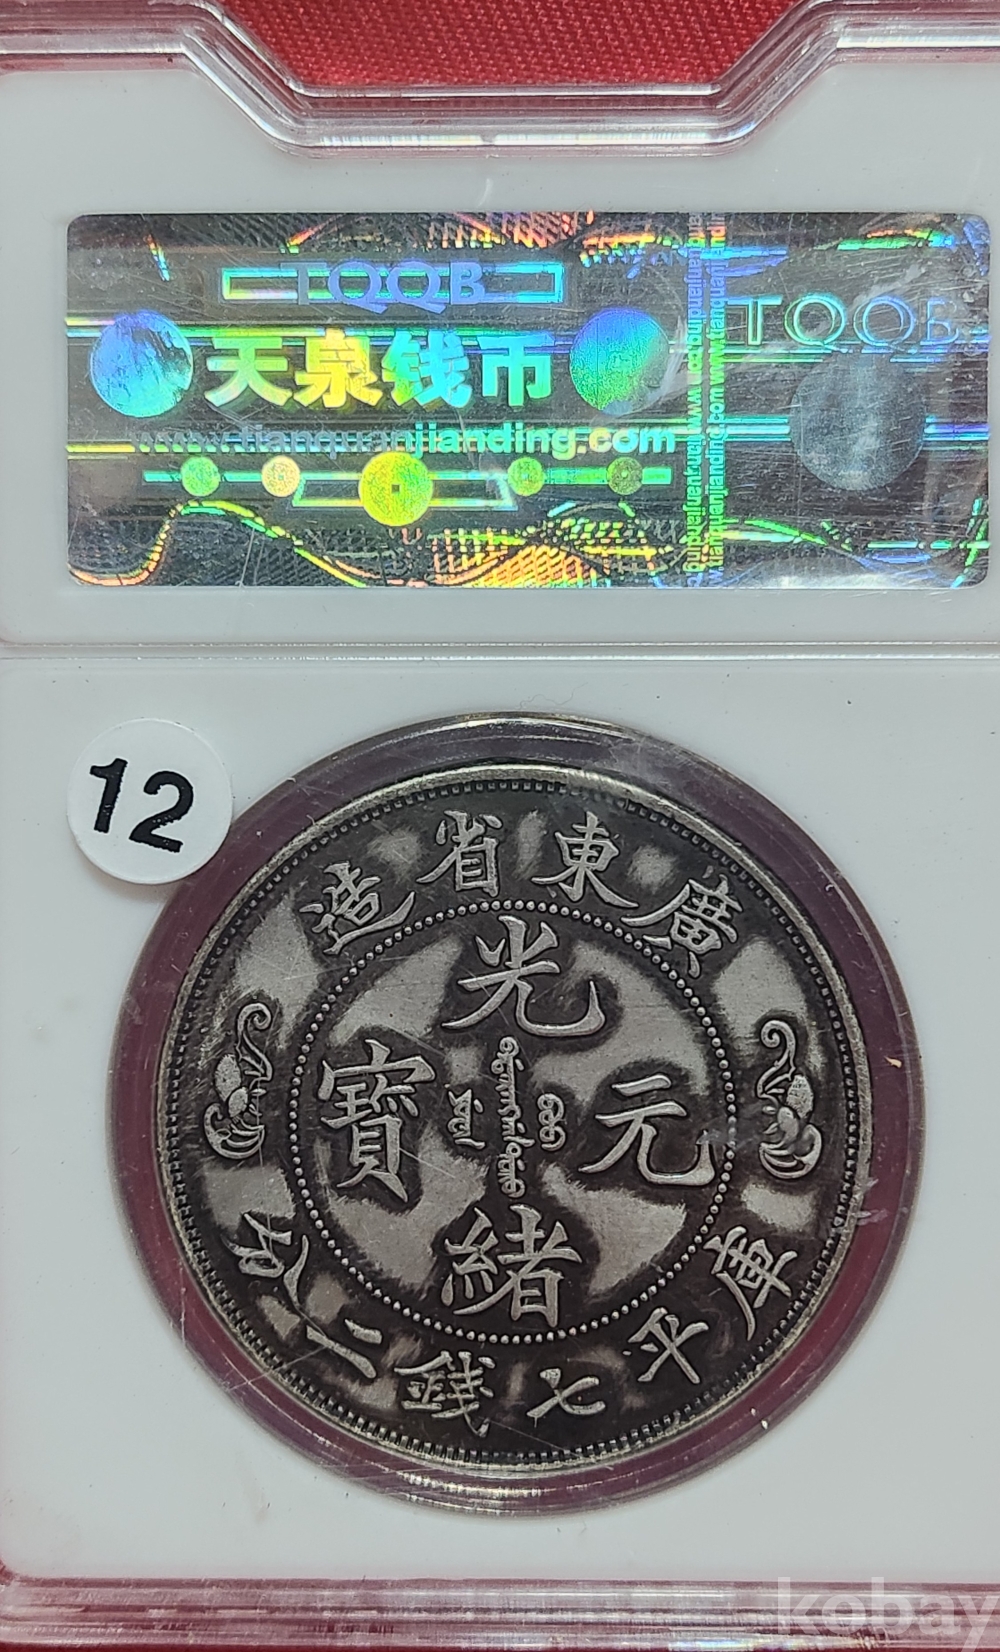 TQQB
天泉钱币
www.tianquanjianding.com
TQQB
12
廣東省造
光緒元寶
庫平七錢二分
kobay